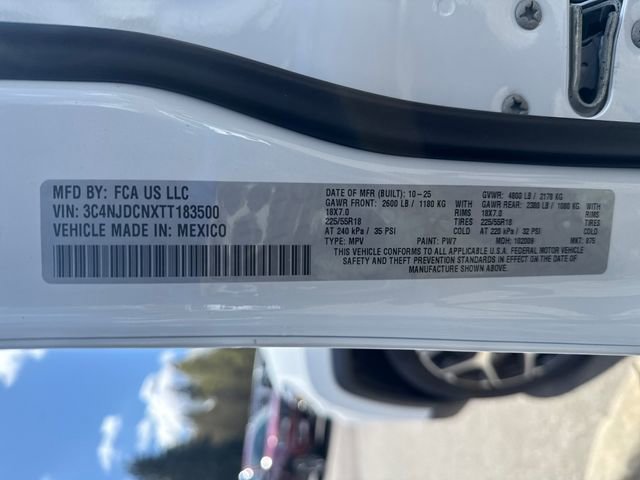 MFD BY: FCA US LLC
VIN: 3C4NJDCNXTT183500
VEHICLE MADE IN: MEXICO
DATE OF MFR (BUILT): 10-25
GAWR FRONT: 2600 LB / 1180 KG WITH
18X7.0 RIMS
225/55R18 TIRES
AT 240 kPa / 35 PSI COLD
TYPE: MPV PAINT: PW7
GVWR: 4800 LB / 2178 KG
GAWR REAR: 2380 LB / 1080 KG WITH
18X7.0 RIMS
225/55R18 TIRES
AT 220 kPa / 32 PSI COLD
MDH: 102009 MKT: 875
THIS VEHICLE CONFORMS TO ALL APPLICABLE U.S.A. FEDERAL MOTOR VEHICLE
SAFETY AND THEFT PREVENTION STANDARDS IN EFFECT ON THE DATE OF
MANUFACTURE SHOWN ABOVE.